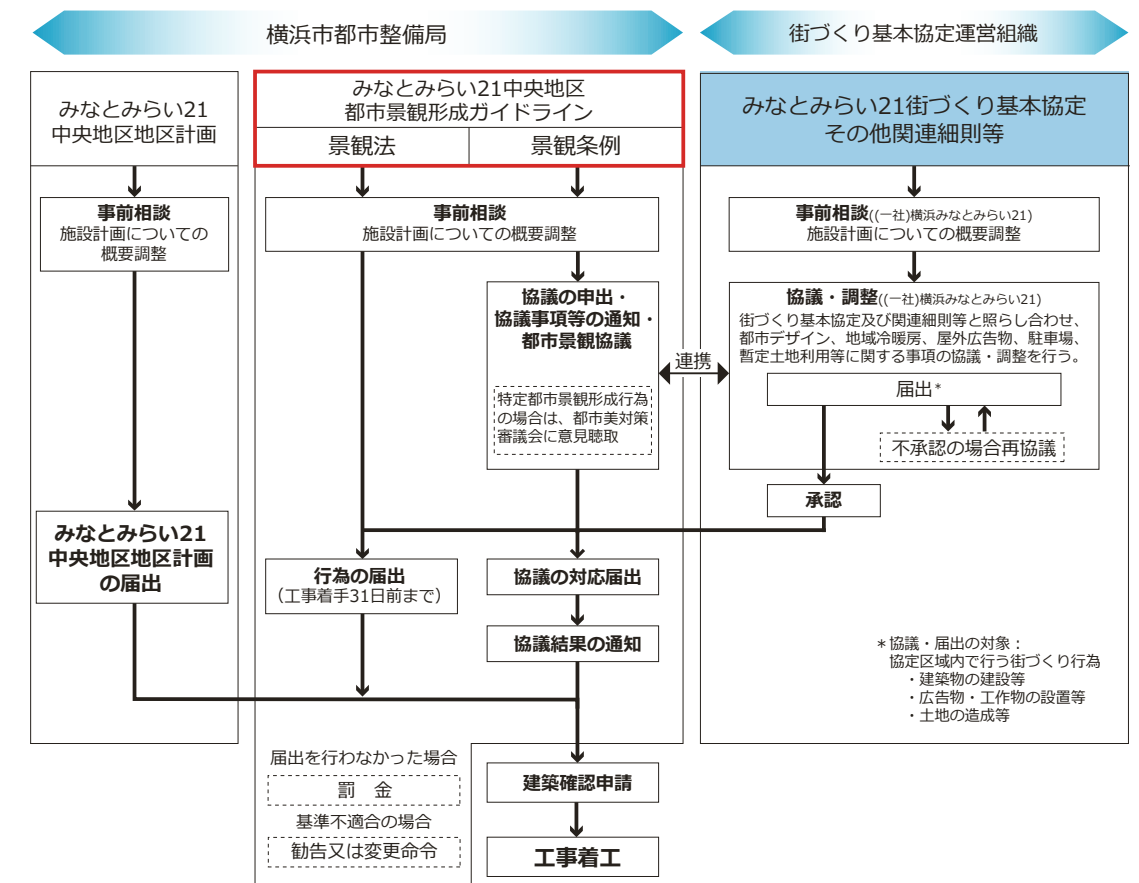 横浜市都市整備局
街づくり基本協定運営組織
みなとみらい21
中央地区地区計画
みなとみらい21中央地区
都市景観形成ガイドライン
景観法
景観条例
みなとみらい21街づくり基本協定
その他関連細則等
事前相談
施設計画についての
概要調整
事前相談
施設計画についての概要調整
事前相談((一社)横浜みなとみらい21)
施設計画についての概要調整
協議の申出・
協議事項等の通知・
都市景観協議
特定都市景観形成行為
の場合は、都市美対策
審議会に意見聴取
連携
協議・調整((一社)横浜みなとみらい21)
街づくり基本協定及び関連細則等と照らし合わせ、
都市デザイン、地域冷暖房、屋外広告物、駐車場、
暫定土地利用等に関する事項の協議・調整を行う。
届出*
不承認の場合再協議
承認
みなとみらい21
中央地区地区計画
の届出
行為の届出
（工事着手31日前まで）
協議の対応届出
協議結果の通知
*協議・届出の対象：
協定区域内で行う街づくり行為
・建築物の建設等
・広告物・工作物の設置等
・土地の造成等
届出を行わなかった場合
罰　金
基準不適合の場合
勧告又は変更命令
建築確認申請
工事着工